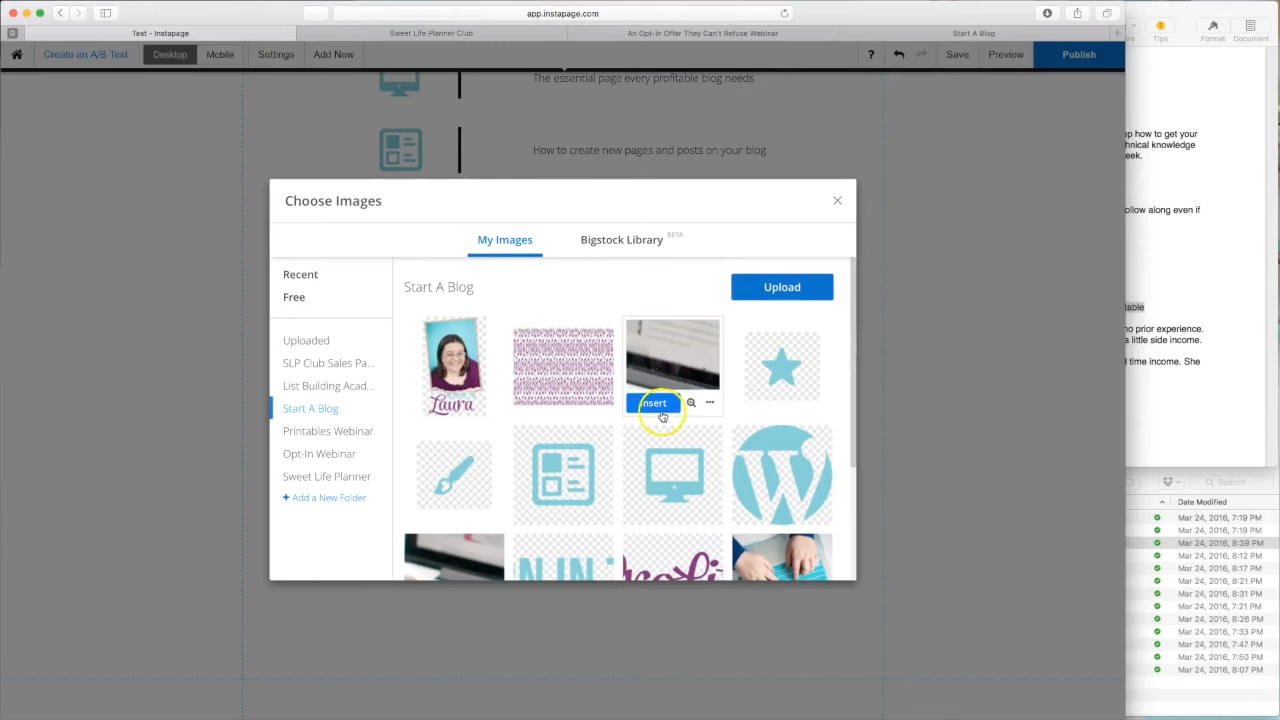 app.instapage.com
Test - Instapage
Sweet Life Planner Club
An Opt-In Offer They Can't Refuse Webinar
Start A Blog
Tips
Format
Document
Create an A/B Test
Desktop
Mobile
Settings
Add New
?
Save
Preview
Publish
The essential page every profitable blog needs
How to create new pages and posts on your blog
Choose Images
My Images
Bigstock Library
BETA
Recent
Free
Uploaded
SLP Club Sales Pa...
List Building Acad...
Start A Blog
Printables Webinar
Opt-In Webinar
Sweet Life Planner
+ Add a New Folder
Start A Blog
Upload
Laura
Insert
ep how to get your
hnical knowledge
eek.
ollow along even if
table
no prior experience.
a little side income.
d time income. She
Search
Date Modified
Mar 24, 2016, 7:19 PM
Mar 24, 2016, 7:19 PM
Mar 24, 2016, 8:39 PM
Mar 24, 2016, 8:12 PM
Mar 24, 2016, 8:17 PM
Mar 24, 2016, 8:21 PM
Mar 24, 2016, 8:31 PM
Mar 24, 2016, 7:21 PM
Mar 24, 2016, 8:26 PM
Mar 24, 2016, 7:33 PM
Mar 24, 2016, 7:47 PM
Mar 24, 2016, 7:50 PM
Mar 24, 2016, 8:07 PM